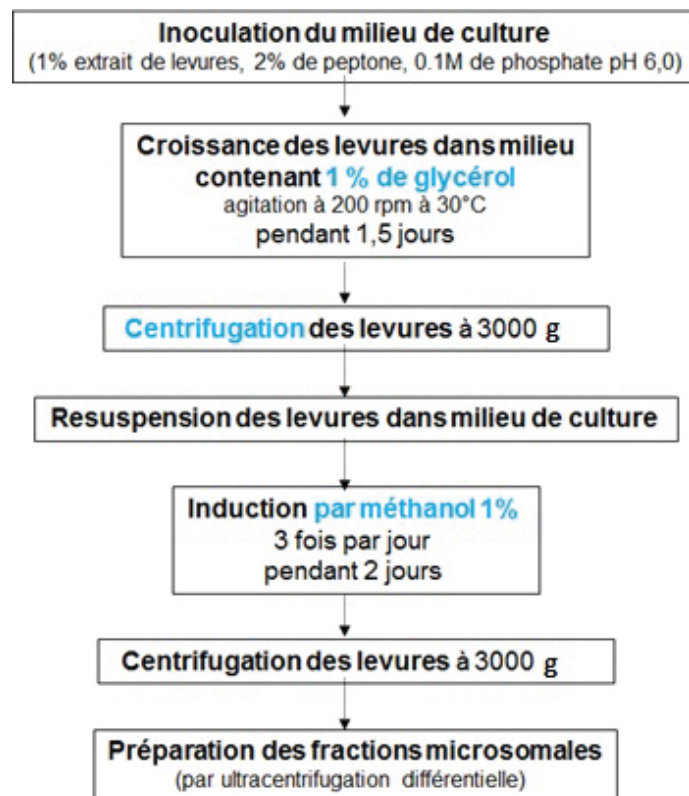 Inoculation du milieu de culture
(1% extrait de levures, 2% de peptone, 0.1M de phosphate pH 6,0)
Croissance des levures dans milieu
contenant 1 % de glycérol
agitation à 200 rpm à 30°C
pendant 1,5 jours
Centrifugation des levures à 3000 g
Resuspension des levures dans milieu de culture
Induction par méthanol 1%
3 fois par jour
pendant 2 jours
Centrifugation des levures à 3000 g
Préparation des fractions microsomales
(par ultracentrifugation différentielle)